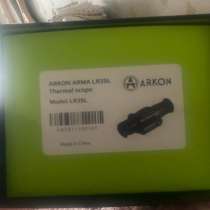 ARKON ARMA LR35L
Thermal scope
Model: LR35L
ARKON
Made in China